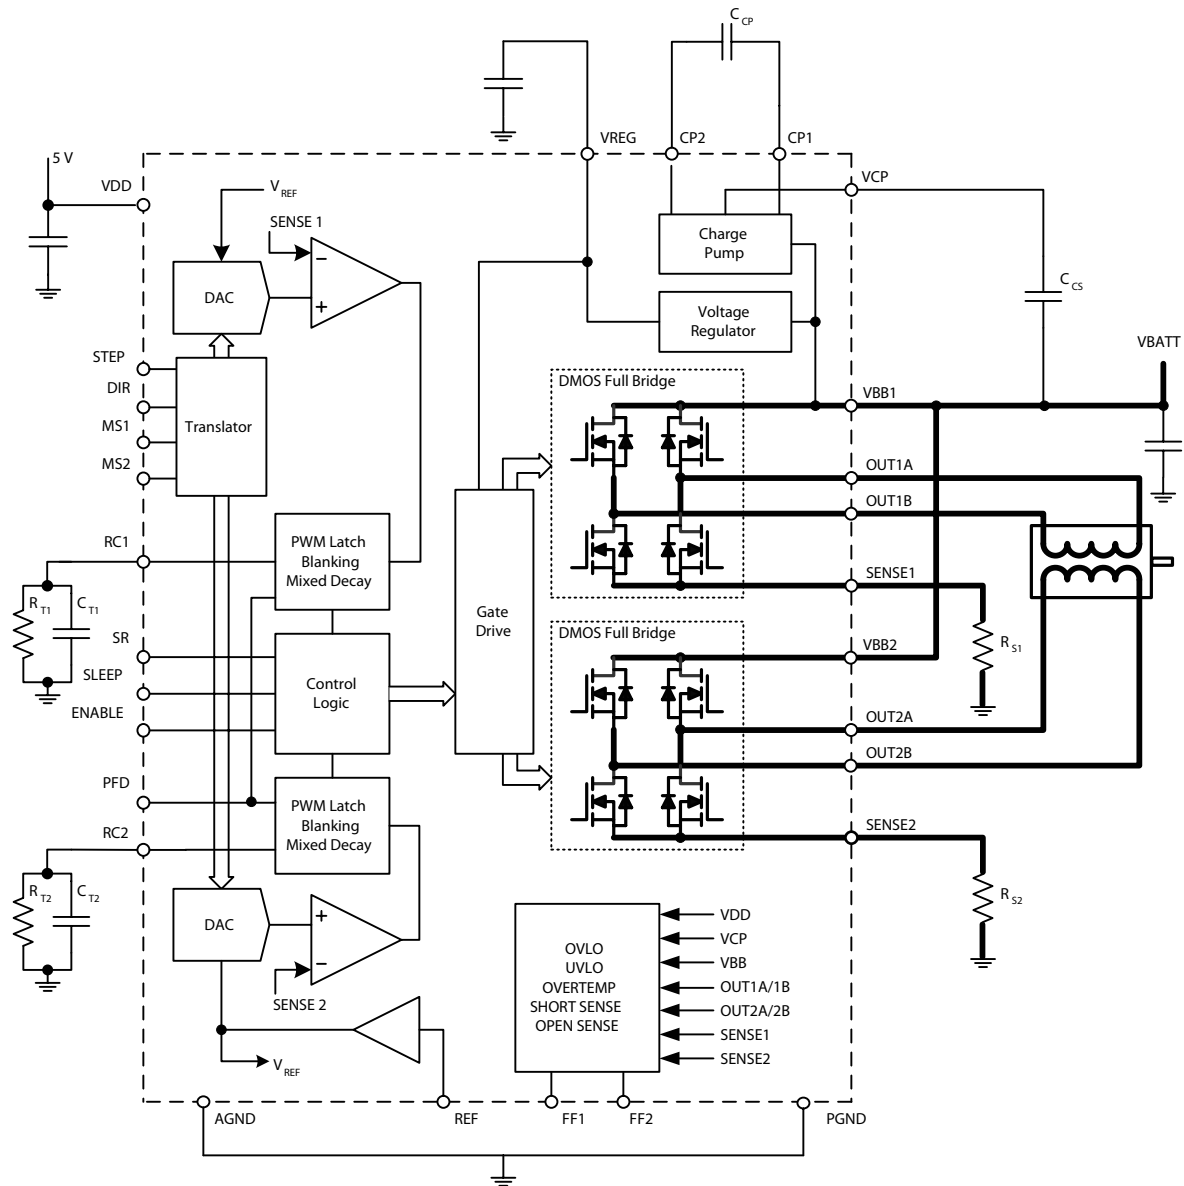 C CP
VREG
CP2
CP1
5 V
VDD
V REF
VCP
SENSE 1
Charge
Pump
DAC
−
+
Voltage
Regulator
C CS
VBATT
STEP
DIR
MS1
MS2
Translator
DMOS Full Bridge
VBB1
OUT1A
OUT1B
RC1
PWM Latch
Blanking
Mixed Decay
SENSE1
R T1
C T1
Gate
Drive
DMOS Full Bridge
R S1
SR
SLEEP
ENABLE
Control
Logic
VBB2
OUT2A
OUT2B
PFD
RC2
PWM Latch
Blanking
Mixed Decay
SENSE2
R T2
C T2
R S2
DAC
+
−
SENSE 2
OVLO
UVLO
OVERTEMP
SHORT SENSE
OPEN SENSE
VDD
VCP
VBB
OUT1A/1B
OUT2A/2B
SENSE1
SENSE2
V REF
AGND
REF
FF1
FF2
PGND